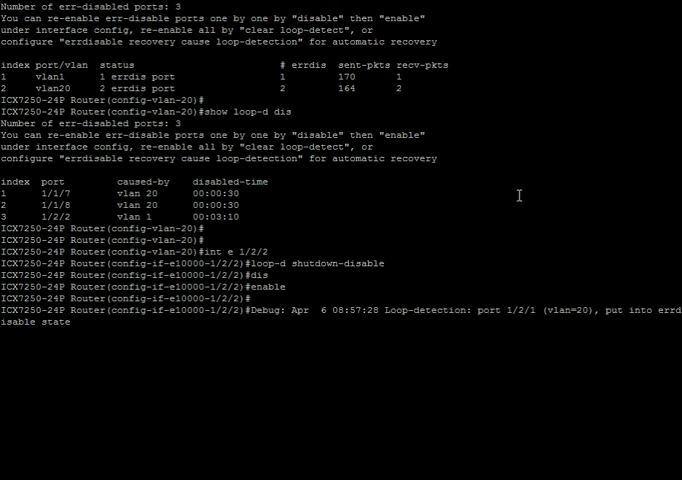 Number of err-disabled ports: 3
You can re-enable err-disable ports one by one by "disable" then "enable"
under interface config, re-enable all by "clear loop-detect", or
configure "errdisable recovery cause loop-detection" for automatic recovery
index port/vlan status # errdis sent-pkts recv-pkts
1 vlan1 1 errdis port 1 170 1
2 vlan20 2 errdis port 2 164 2
ICX7250-24P Router(config-vlan-20)#
ICX7250-24P Router(config-vlan-20)#show loop-d dis
Number of err-disabled ports: 3
You can re-enable err-disable ports one by one by "disable" then "enable"
under interface config, re-enable all by "clear loop-detect", or
configure "errdisable recovery cause loop-detection" for automatic recovery
index port caused-by disabled-time
1 1/1/7 vlan 20 00:00:30
2 1/1/8 vlan 20 00:00:30
3 1/2/2 vlan 1 00:03:10
ICX7250-24P Router(config-vlan-20)#
ICX7250-24P Router(config-vlan-20)#
ICX7250-24P Router(config-vlan-20)#int e 1/2/2
ICX7250-24P Router(config-if-e10000-1/2/2)#loop-d shutdown-disable
ICX7250-24P Router(config-if-e10000-1/2/2)#dis
ICX7250-24P Router(config-if-e10000-1/2/2)#enable
ICX7250-24P Router(config-if-e10000-1/2/2)#
ICX7250-24P Router(config-if-e10000-1/2/2)#Debug: Apr  6 08:57:28 Loop-detection: port 1/2/1 (vlan=20), put into errd
isable state